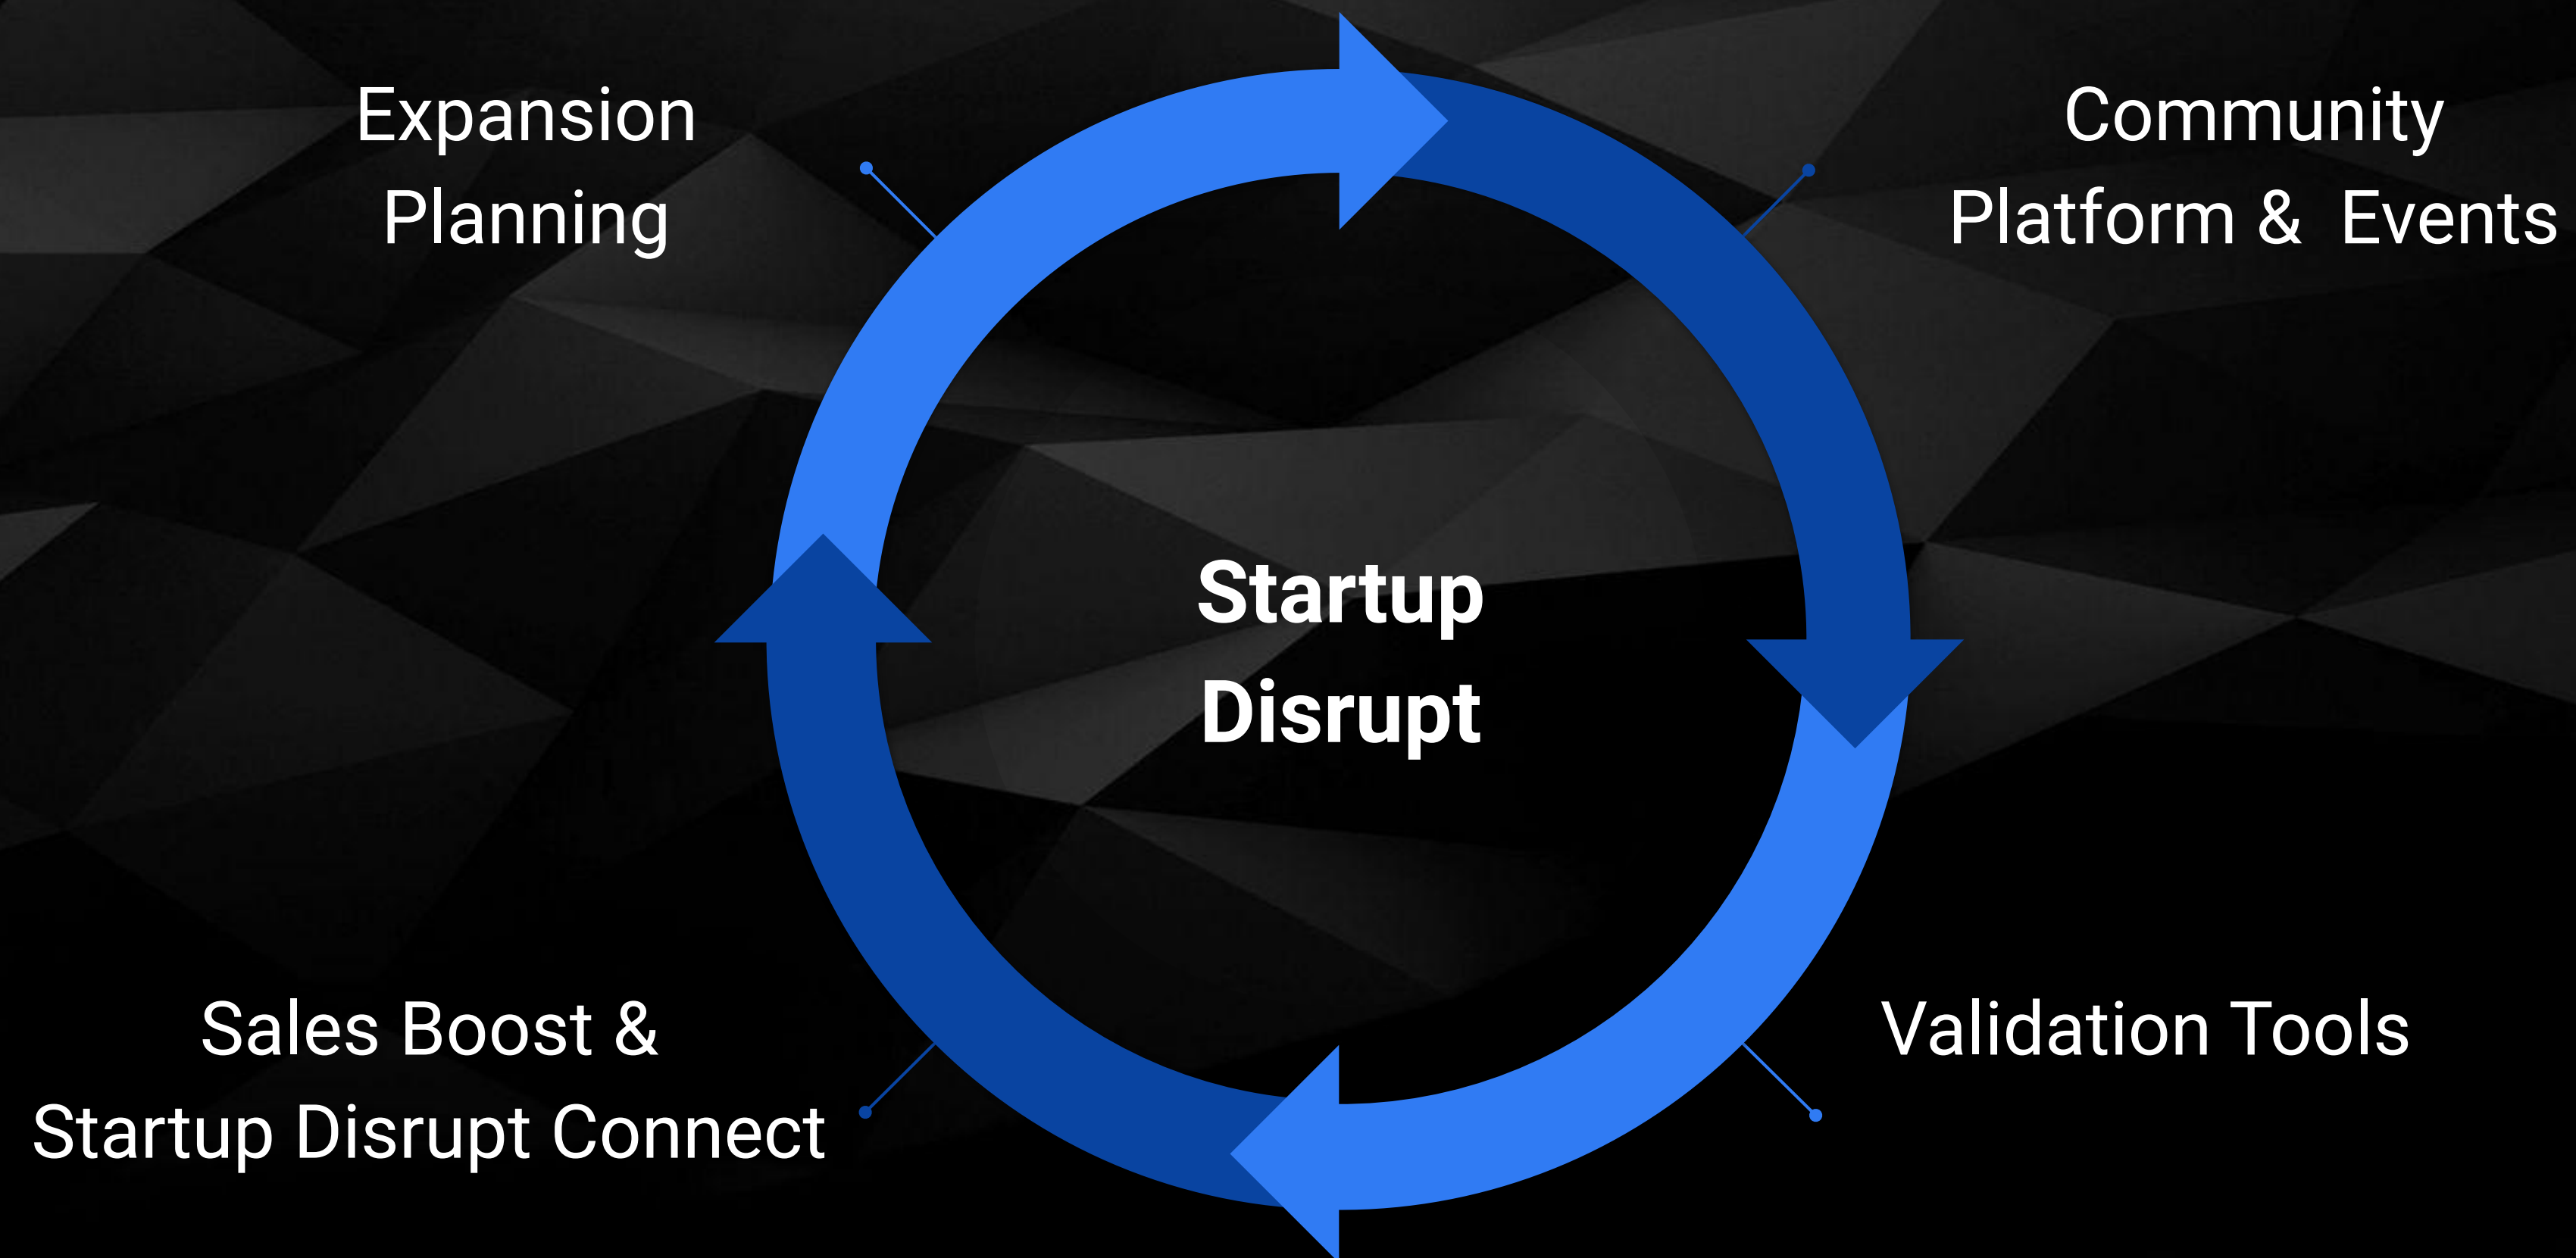 Expansion
Planning
Community
Platform & Events
Startup
Disrupt
Sales Boost &
Startup Disrupt Connect
Validation Tools